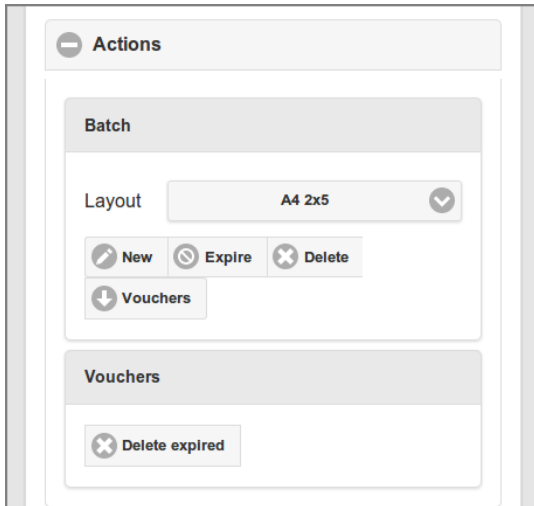 Actions
Batch
Layout A4 2x5
New Expire Delete
Vouchers
Vouchers
Delete expired